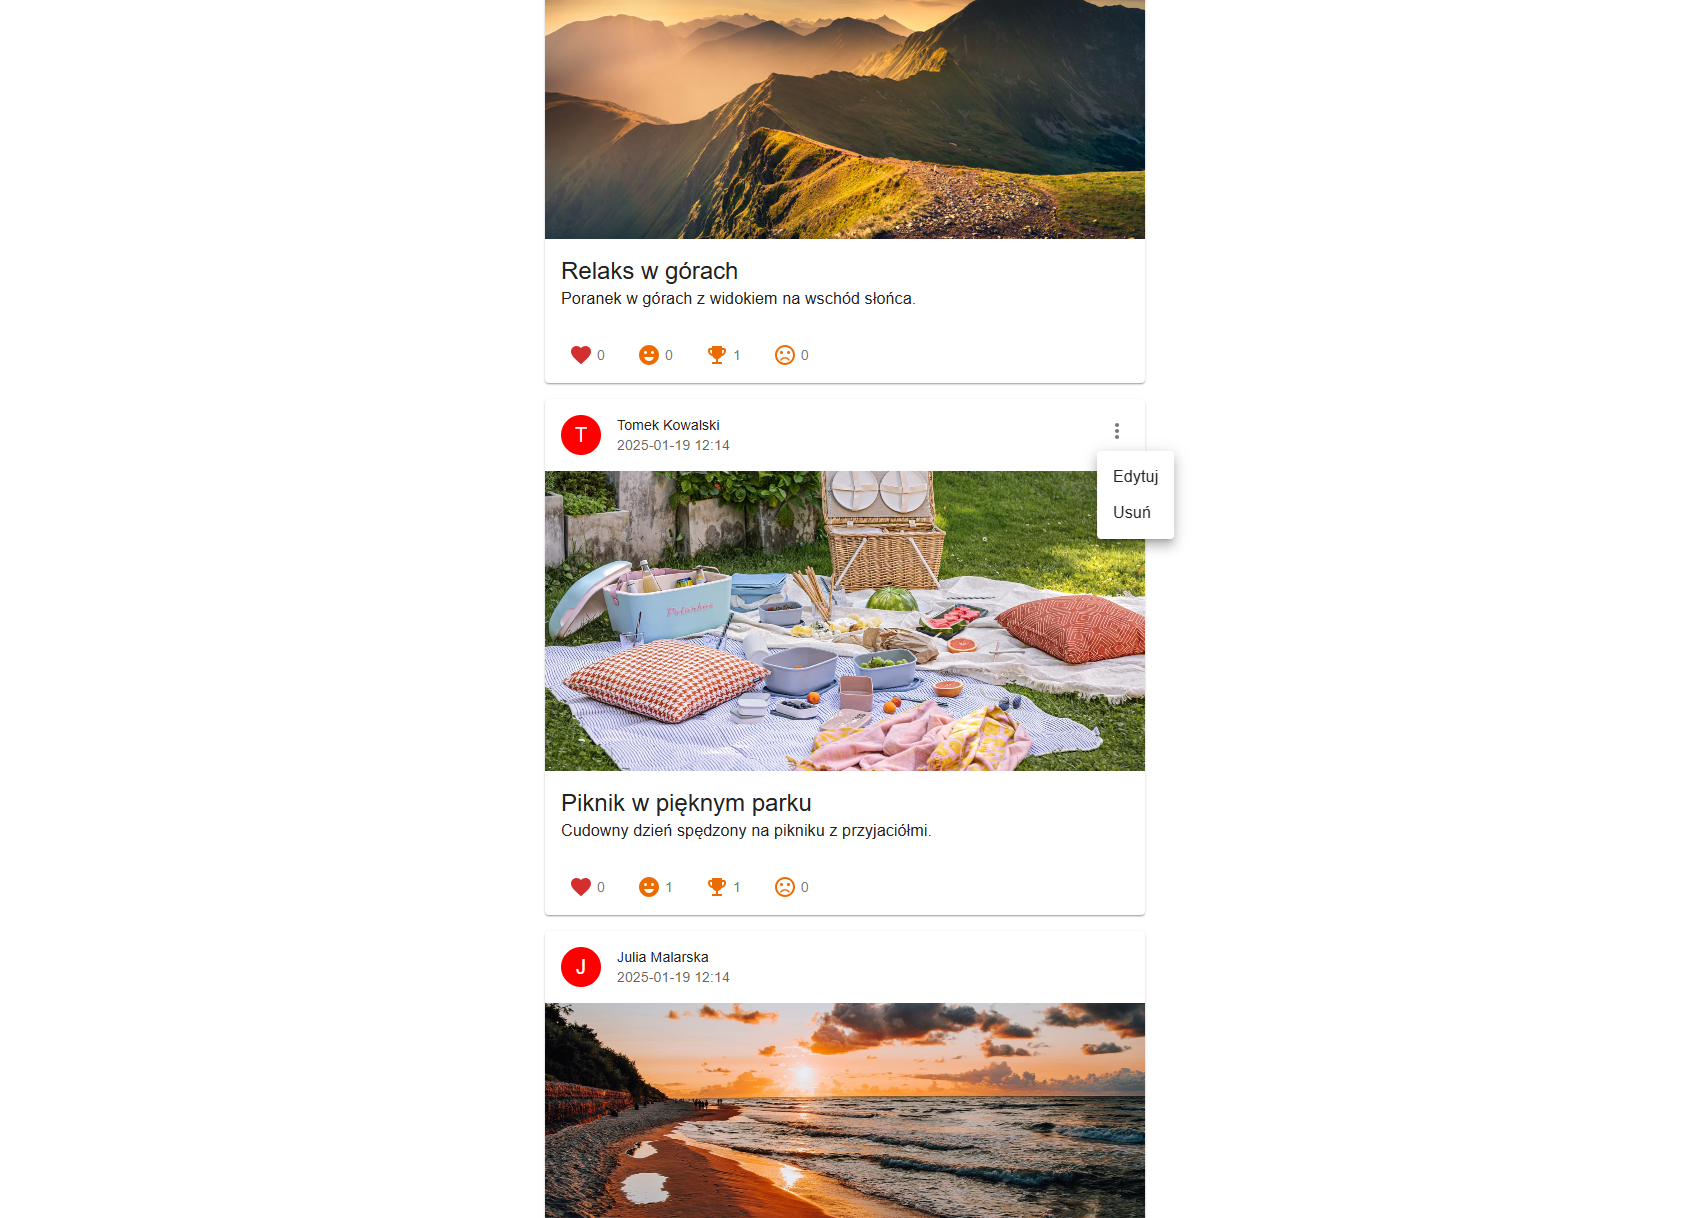 Relaks w górach
Poranek w górach z widokiem na wschód słońca.
0 0 1 0
T
Tomek Kowalski
2025-01-19 12:14
Edytuj
Usuń
Polarbox
Piknik w pięknym parku
Cudowny dzień spędzony na pikniku z przyjaciółmi.
0 1 1 0
J
Julia Malarska
2025-01-19 12:14